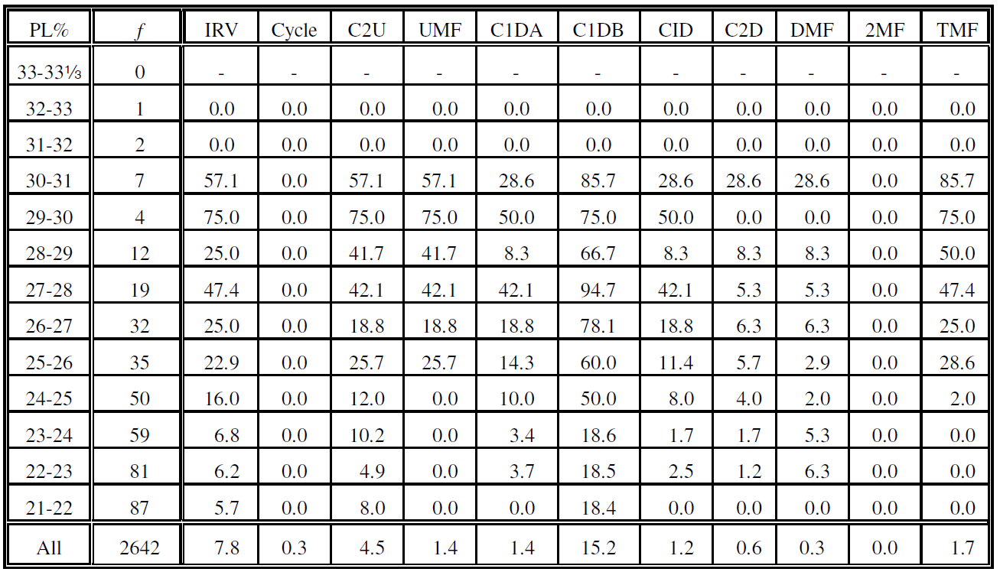 PL% f IRV Cycle C2U UMF C1DA C1DB CID C2D DMF 2MF TMF
33-33⅓ 0 - - - - - - - - - - -
32-33 1 0.0 0.0 0.0 0.0 0.0 0.0 0.0 0.0 0.0 0.0 0.0
31-32 2 0.0 0.0 0.0 0.0 0.0 0.0 0.0 0.0 0.0 0.0 0.0
30-31 7 57.1 0.0 57.1 57.1 28.6 85.7 28.6 28.6 28.6 0.0 85.7
29-30 4 75.0 0.0 75.0 75.0 50.0 75.0 50.0 0.0 0.0 0.0 75.0
28-29 12 25.0 0.0 41.7 41.7 8.3 66.7 8.3 8.3 8.3 0.0 50.0
27-28 19 47.4 0.0 42.1 42.1 42.1 94.7 42.1 5.3 5.3 0.0 47.4
26-27 32 25.0 0.0 18.8 18.8 18.8 78.1 18.8 6.3 6.3 0.0 25.0
25-26 35 22.9 0.0 25.7 25.7 14.3 60.0 11.4 5.7 2.9 0.0 28.6
24-25 50 16.0 0.0 12.0 0.0 10.0 50.0 8.0 4.0 2.0 0.0 2.0
23-24 59 6.8 0.0 10.2 0.0 3.4 18.6 1.7 1.7 5.3 0.0 0.0
22-23 81 6.2 0.0 4.9 0.0 3.7 18.5 2.5 1.2 6.3 0.0 0.0
21-22 87 5.7 0.0 8.0 0.0 0.0 18.4 0.0 0.0 0.0 0.0 0.0
All 2642 7.8 0.3 4.5 1.4 1.4 15.2 1.2 0.6 0.3 0.0 1.7